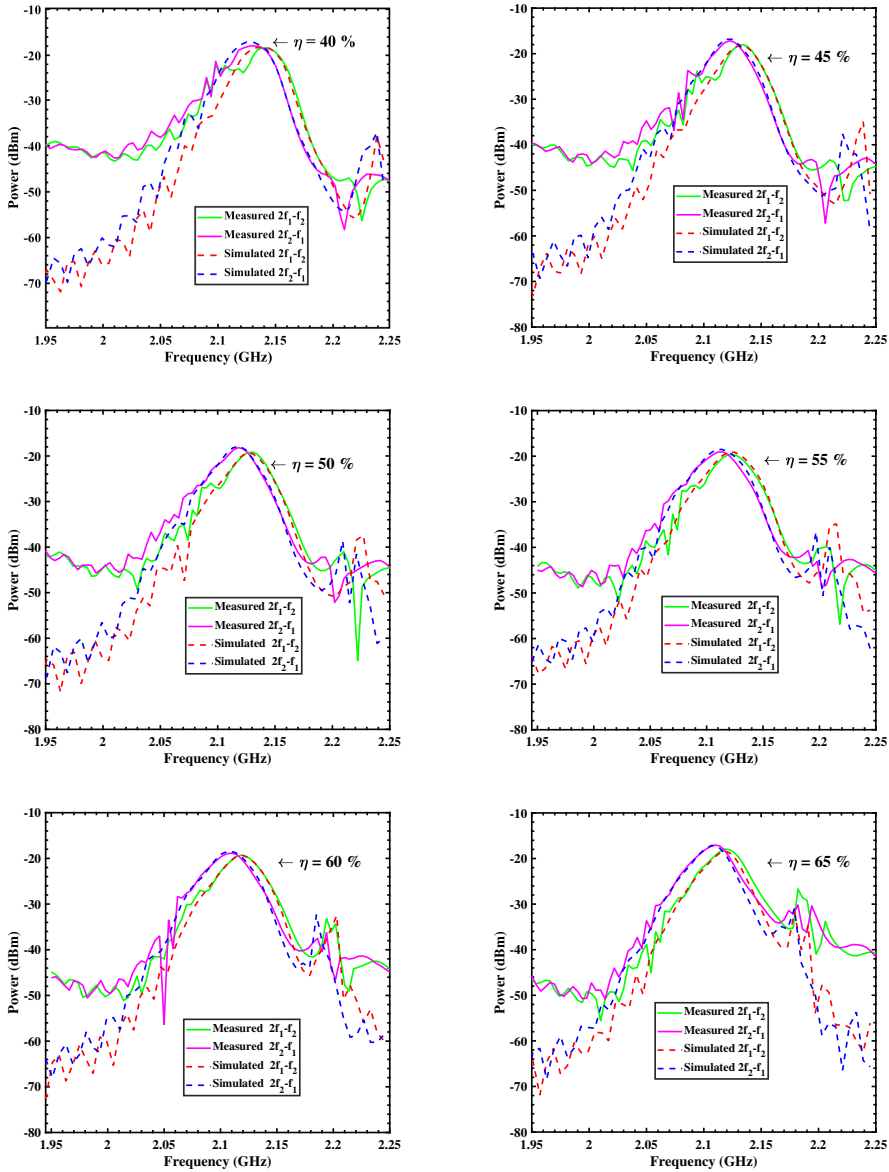 -10
-20
-30
-40
-50
-60
-70
Power (dBm)
← η = 40 %
Measured 2f1-f2
Measured 2f2-f1
Simulated 2f1-f2
Simulated 2f2-f1
1.95 2 2.05 2.1 2.15 2.2 2.25
Frequency (GHz)
-10
-20
-30
-40
-50
-60
-70
-80
Power (dBm)
← η = 45 %
Measured 2f1-f2
Measured 2f2-f1
Simulated 2f1-f2
Simulated 2f2-f1
1.95 2 2.05 2.1 2.15 2.2 2.25
Frequency (GHz)
-10
-20
-30
-40
-50
-60
-70
-80
Power (dBm)
← η = 50 %
Measured 2f1-f2
Measured 2f2-f1
Simulated 2f1-f2
Simulated 2f2-f1
1.95 2 2.05 2.1 2.15 2.2 2.25
Frequency (GHz)
-10
-20
-30
-40
-50
-60
-70
-80
Power (dBm)
← η = 55 %
Measured 2f1-f2
Measured 2f2-f1
Simulated 2f1-f2
Simulated 2f2-f1
1.95 2 2.05 2.1 2.15 2.2 2.25
Frequency (GHz)
-10
-20
-30
-40
-50
-60
-70
-80
Power (dBm)
← η = 60 %
Measured 2f1-f2
Measured 2f2-f1
Simulated 2f1-f2
Simulated 2f2-f1
1.95 2 2.05 2.1 2.15 2.2 2.25
Frequency (GHz)
-10
-20
-30
-40
-50
-60
-70
-80
Power (dBm)
← η = 65 %
Measured 2f1-f2
Measured 2f2-f1
Simulated 2f1-f2
Simulated 2f2-f1
1.95 2 2.05 2.1 2.15 2.2 2.25
Frequency (GHz)